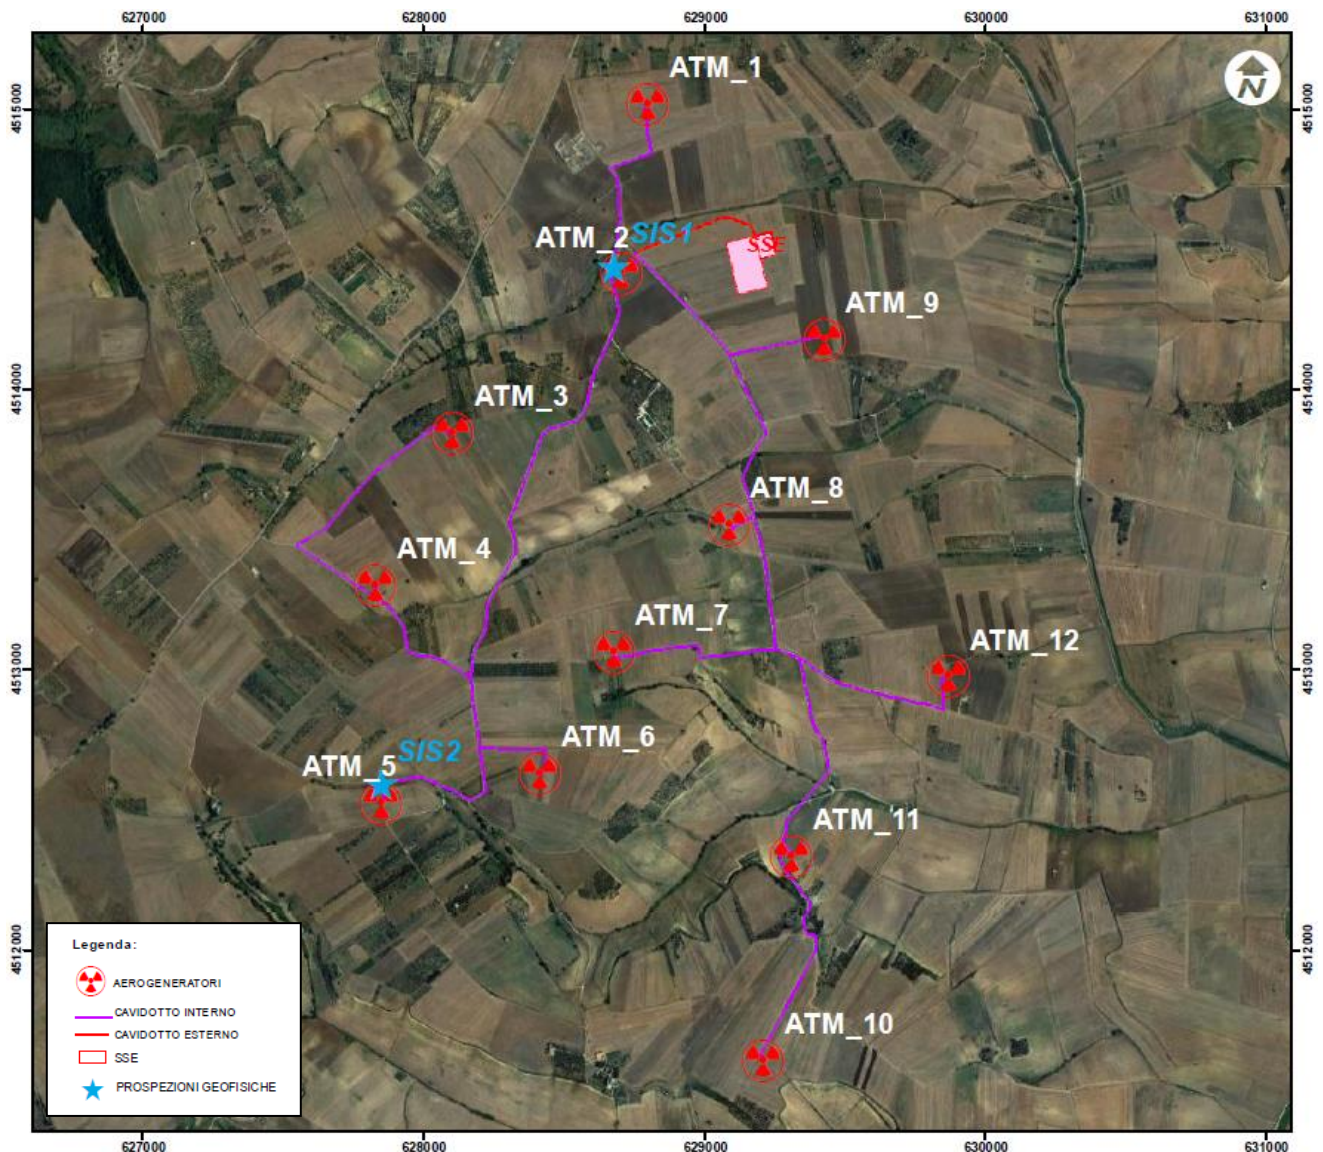 627000 628000 629000 630000 631000
4515000 4515000
4514000 4514000
4513000 4513000
4512000 4512000
N
ATM_1
ATM_2
SIS1
SSE
ATM_9
ATM_3
ATM_8
ATM_4
ATM_7
ATM_12
ATM_6
SIS2
ATM_5
ATM_11
ATM_10
Legenda:
AEROGENERATORI
CAVIDOTTO INTERNO
CAVIDOTTO ESTERNO
SSE
PROSPEZIONI GEOFISICHE
627000 628000 629000 630000 631000